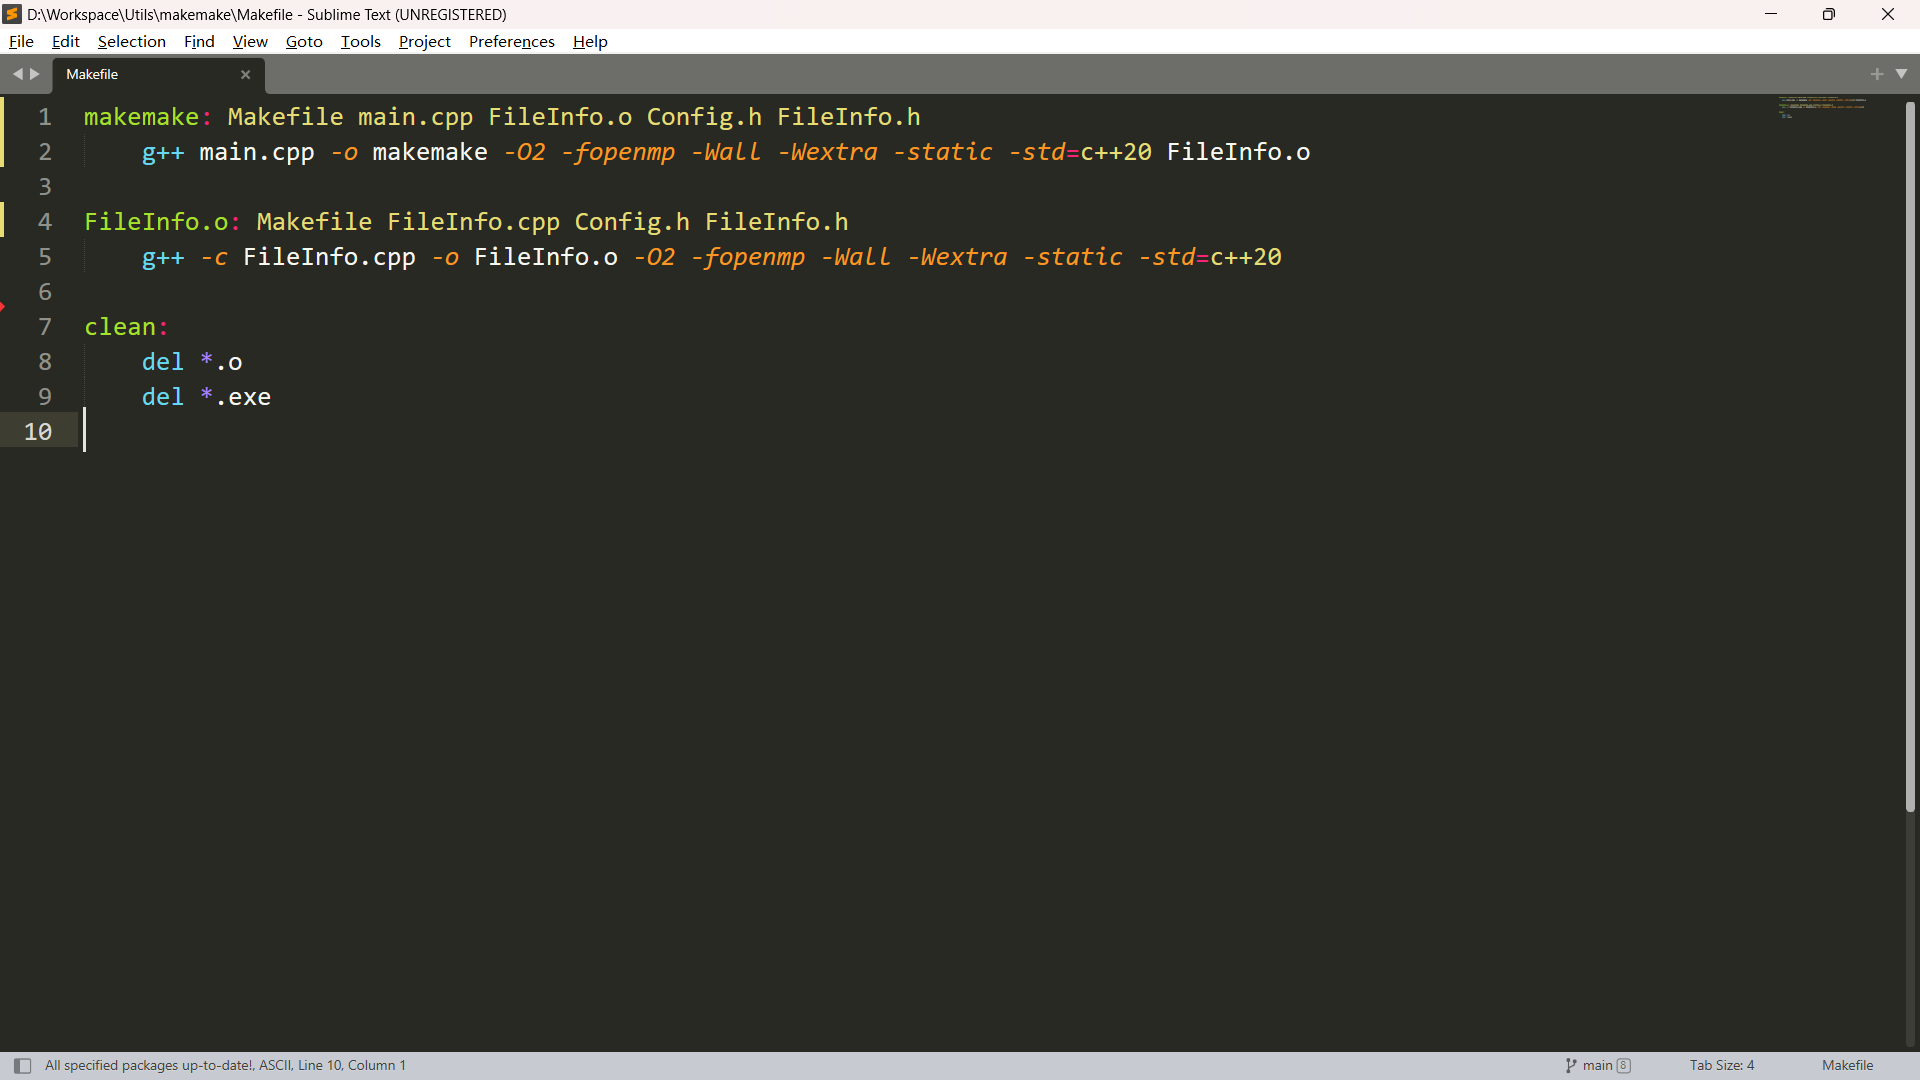 D:\Workspace\Utils\makemake\Makefile - Sublime Text (UNREGISTERED)
File Edit Selection Find View Goto Tools Project Preferences Help
Makefile
1 makemake: Makefile main.cpp FileInfo.o Config.h FileInfo.h
2 g++ main.cpp -o makemake -O2 -fopenmp -Wall -Wextra -static -std=c++20 FileInfo.o
3
4 FileInfo.o: Makefile FileInfo.cpp Config.h FileInfo.h
5 g++ -c FileInfo.cpp -o FileInfo.o -O2 -fopenmp -Wall -Wextra -static -std=c++20
6
7 clean:
8 del *.o
9 del *.exe
10
All specified packages up-to-date!, ASCII, Line 10, Column 1 main 8 Tab Size: 4 Makefile